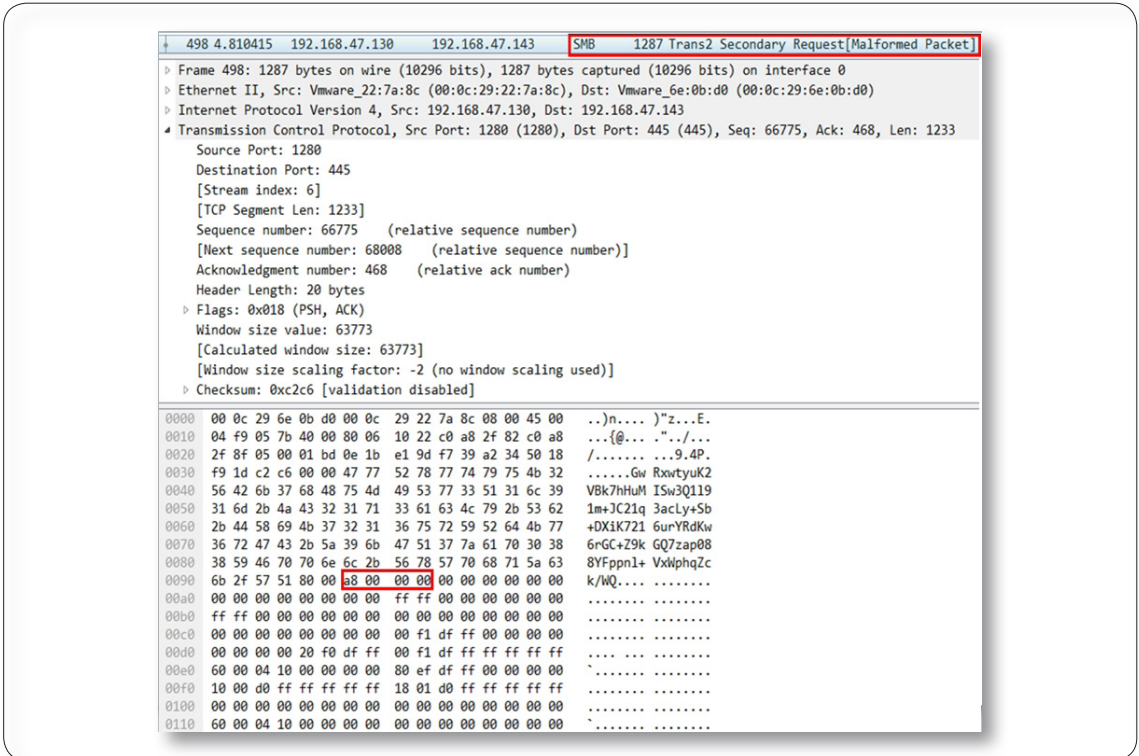 498 4.810415 192.168.47.130 192.168.47.143 SMB 1287 Trans2 Secondary Request[Malformed Packet]
Frame 498: 1287 bytes on wire (10296 bits), 1287 bytes captured (10296 bits) on interface 0
Ethernet II, Src: Vmware_22:7a:8c (00:0c:29:22:7a:8c), Dst: Vmware_6e:0b:d0 (00:0c:29:6e:0b:d0)
Internet Protocol Version 4, Src: 192.168.47.130, Dst: 192.168.47.143
Transmission Control Protocol, Src Port: 1280 (1280), Dst Port: 445 (445), Seq: 66775, Ack: 468, Len: 1233
Source Port: 1280
Destination Port: 445
[Stream index: 6]
[TCP Segment Len: 1233]
Sequence number: 66775 (relative sequence number)
[Next sequence number: 68008 (relative sequence number)]
Acknowledgment number: 468 (relative ack number)
Header Length: 20 bytes
Flags: 0x018 (PSH, ACK)
Window size value: 63773
[Calculated window size: 63773]
[Window size scaling factor: -2 (no window scaling used)]
Checksum: 0xc2c6 [validation disabled]
0000 00 0c 29 6e 0b d0 00 0c 29 22 7a 8c 08 00 45 00 ..)n.... )"z...E.
0010 04 f9 05 7b 40 00 80 06 10 22 c0 a8 2f 82 c0 a8 ...{@... ."../...
0020 2f 8f 05 00 01 bd 0e 1b e1 9d f7 39 a2 34 50 18 /....... ...9.4P.
0030 f9 1d c2 c6 00 00 47 77 52 78 77 74 79 75 4b 32 ......Gw RxwtyuK2
0040 56 42 6b 37 68 48 75 4d 49 53 77 33 51 31 6c 39 VBk7hHuM ISw3Q1l9
0050 31 6d 2b 4a 43 32 31 71 33 61 63 4c 79 2b 53 62 1m+JC21q 3acLy+Sb
0060 2b 44 58 69 4b 37 32 31 36 75 72 59 52 64 4b 77 +DXiK721 6urYRdKw
0070 36 72 47 43 2b 5a 39 6b 47 51 37 7a 61 70 30 38 6rGC+Z9k GQ7zap08
0080 38 59 46 70 70 6e 6c 2b 56 78 57 70 68 71 5a 63 8YFppnl+ VxWphqZc
0090 6b 2f 57 51 80 00 a8 00 00 00 00 00 00 00 00 00 k/WQ.... ........
00a0 00 00 00 00 00 00 00 00 ff ff 00 00 00 00 00 00 ........ ........
00b0 ff ff 00 00 00 00 00 00 00 00 00 00 00 00 00 00 ........ ........
00c0 00 00 00 00 00 00 00 00 00 f1 df ff 00 00 00 00 ........ ........
00d0 00 00 00 00 20 f0 df ff 00 f1 df ff ff ff ff ff .... ... ........
00e0 60 00 04 10 00 00 00 00 80 ef df ff 00 00 00 00 `....... ........
00f0 10 00 d0 ff ff ff ff ff 18 01 d0 ff ff ff ff ff ........ ........
0100 00 00 00 00 00 00 00 00 00 00 00 00 00 00 00 00 ........ ........
0110 60 00 04 10 00 00 00 00 00 00 00 00 00 00 00 00 `....... ........